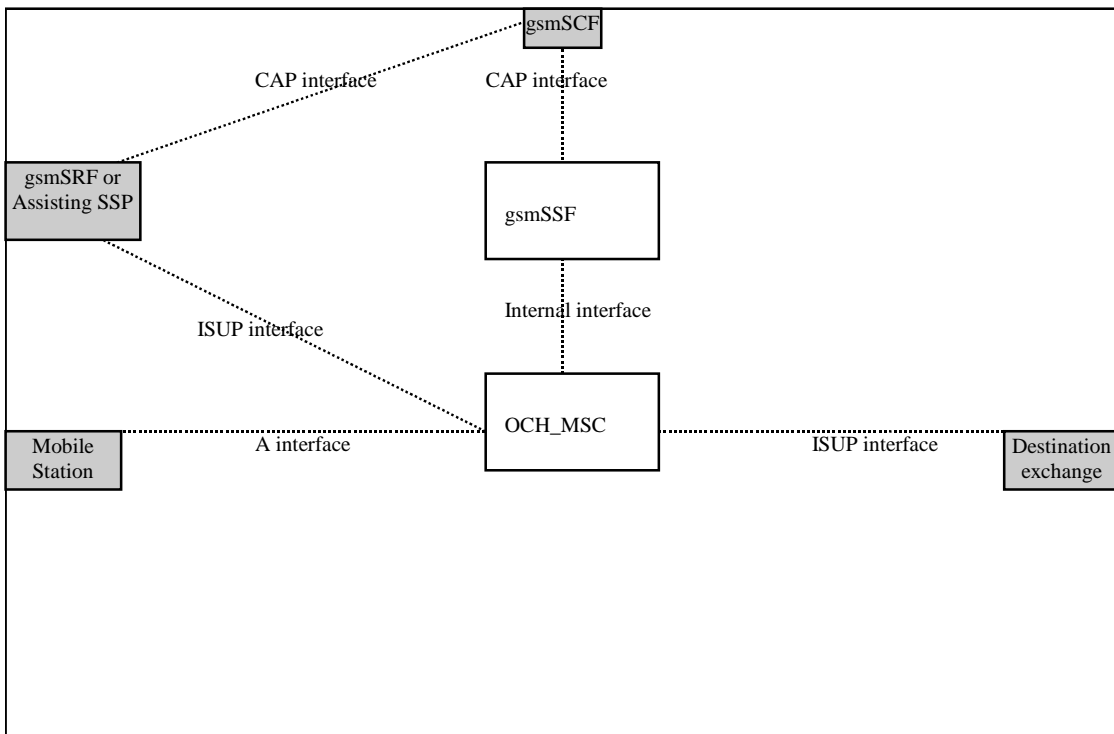 gsmSCF
CAP interface
CAP interface
gsmSRF or
Assisting SSP
gsmSSF
ISUP interface
Internal interface
OCH_MSC
Mobile
Station
A interface
ISUP interface
Destination
exchange